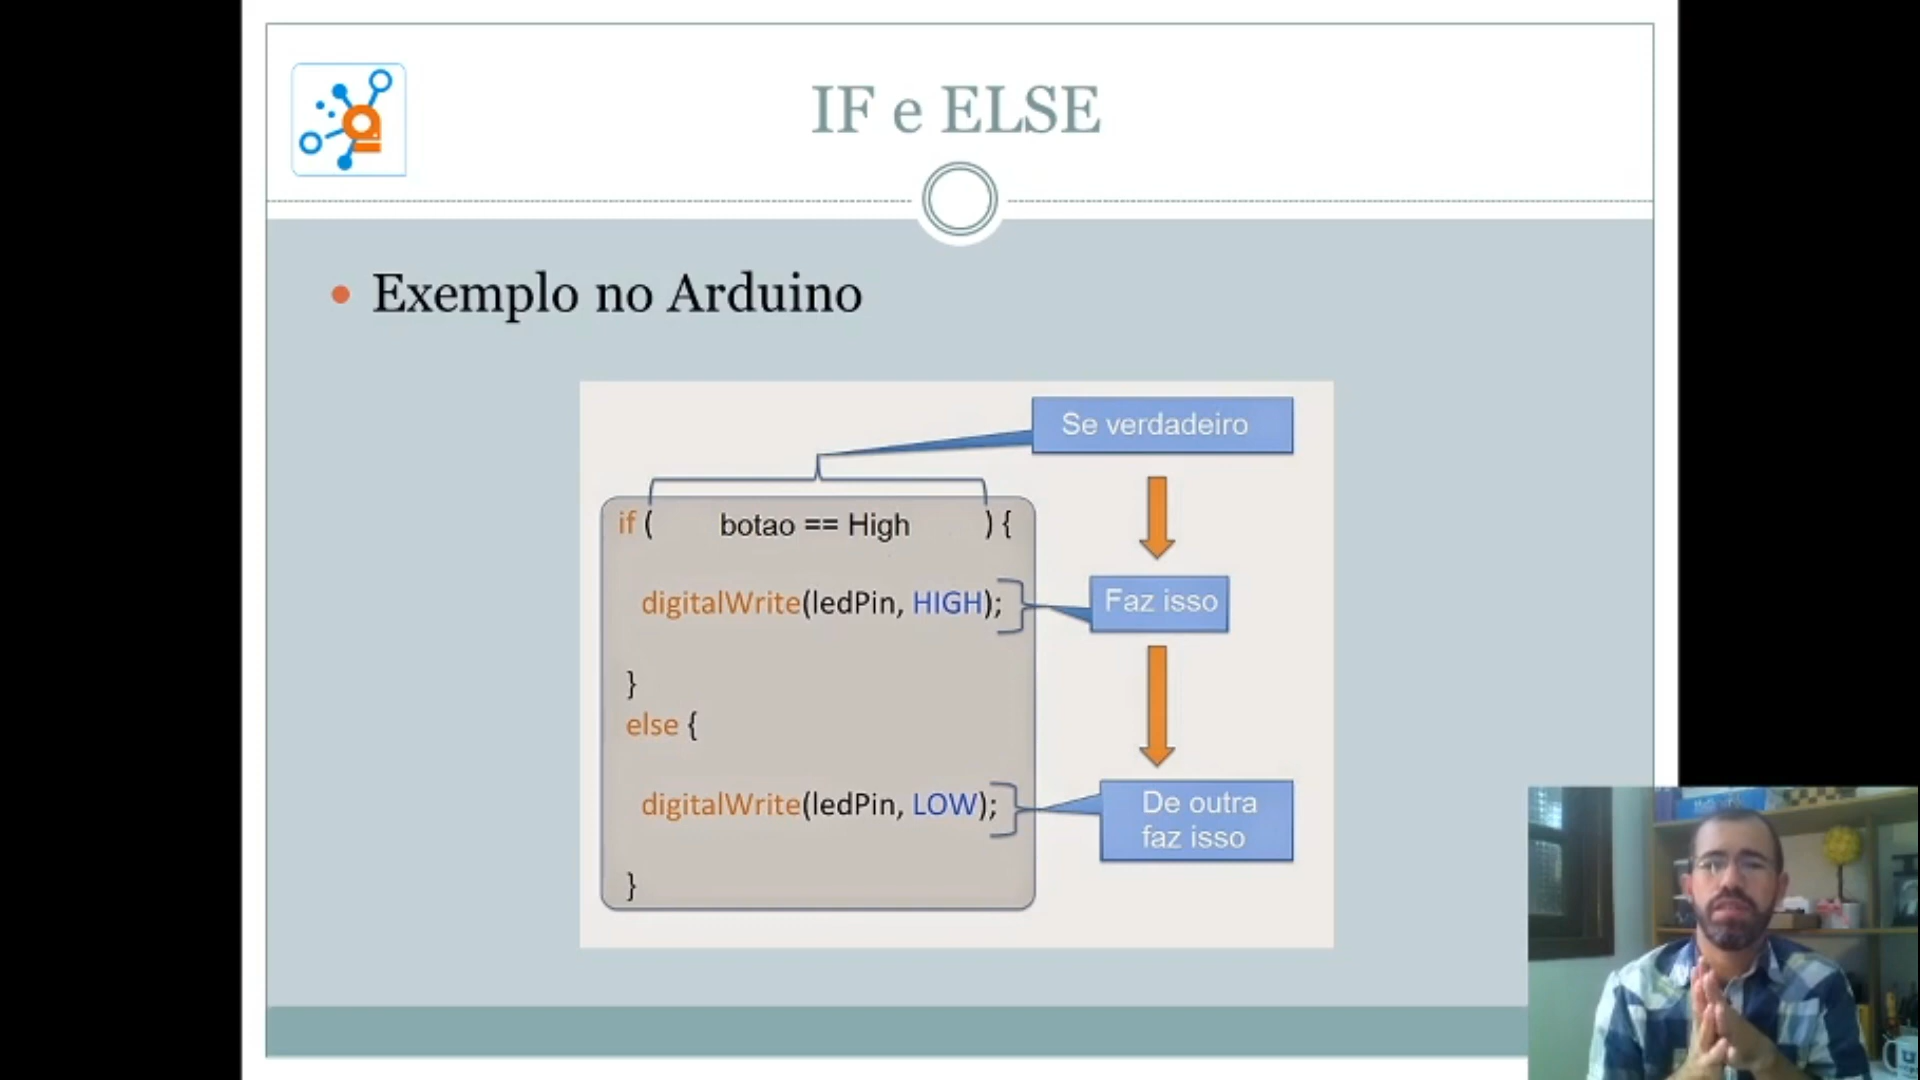 IF e ELSE
Exemplo no Arduino
Se verdadeiro
if ( botao == High ) {
digitalWrite(ledPin, HIGH);
Faz isso
}
else {
digitalWrite(ledPin, LOW);
De outra
faz isso
}